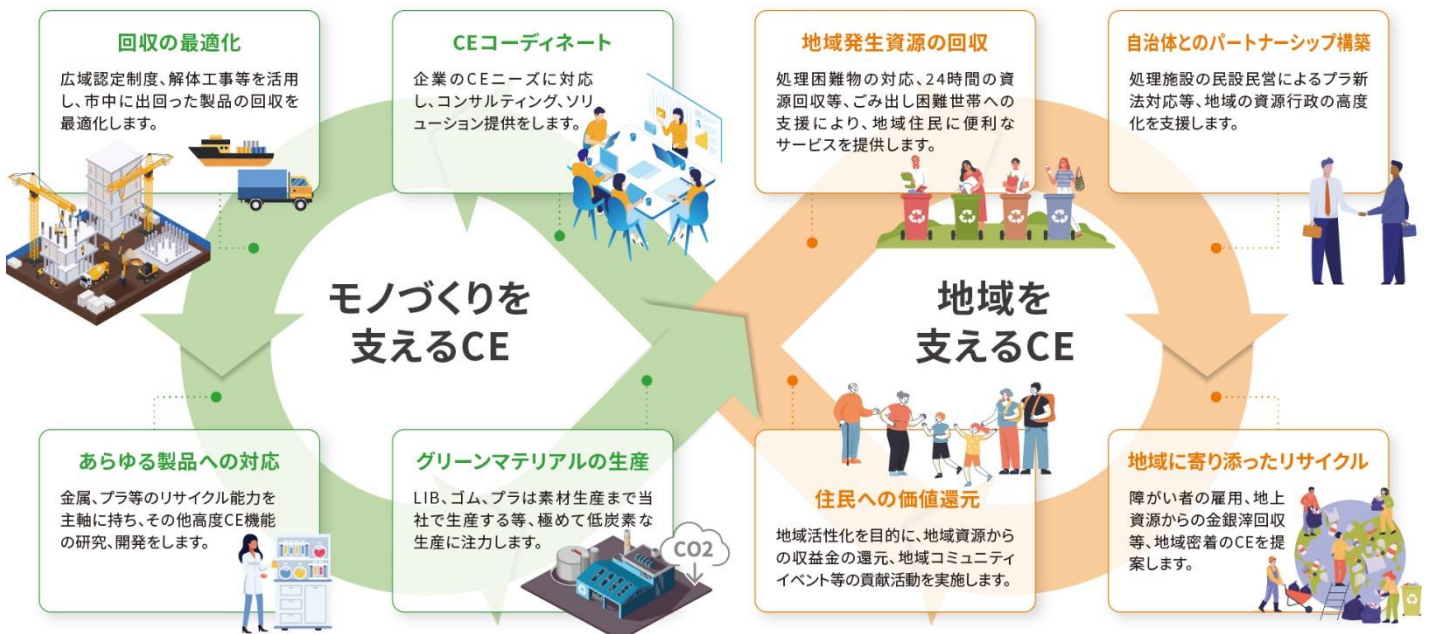 回収の最適化
広域認定制度、解体工事等を活用
し、市中に出回った製品の回収を
最適化します。
CEコーディネート
企業のCEニーズに対応
し、コンサルティング、ソリ
ューション提供をします。
地域発生資源の回収
処理困難物の対応、24時間の資
源回収等、ごみ出し困難世帯への
支援により、地域住民に便利な
サービスを提供します。
自治体とのパートナーシップ構築
処理施設の民設民営によるプラ新
法対応等、地域の資源行政の高度
化を支援します。
モノづくりを
支えるCE
地域を
支えるCE
あらゆる製品への対応
金属、プラ等のリサイクル能力を
主軸に持ち、その他高度CE機能
の研究、開発をします。
グリーンマテリアルの生産
LIB、ゴム、プラは素材生産まで当
社で生産する等、極めて低炭素な
生産に注力します。
CO2
住民への価値還元
地域活性化を目的に、地域資源から
の収益金の還元、地域コミュニティ
イベント等の貢献活動を実施します。
地域に寄り添ったリサイクル
障がい者の雇用、地上
資源からの金銀滓回収
等、地域密着のCEを提
案します。